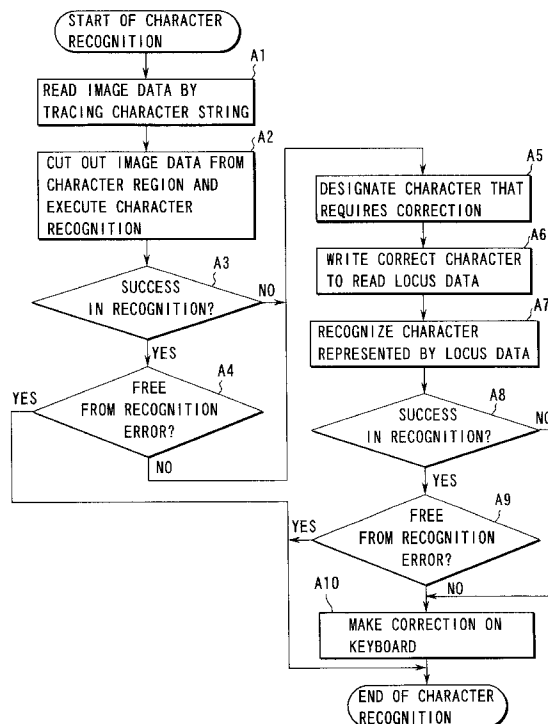 START OF CHARACTER
RECOGNITION
A1
READ IMAGE DATA BY
TRACING CHARACTER STRING
A2
CUT OUT IMAGE DATA FROM
CHARACTER REGION AND
EXECUTE CHARACTER
RECOGNITION
A3
SUCCESS
IN RECOGNITION?
NO
YES
A4
YES
FREE
FROM RECOGNITION
ERROR?
NO
A5
DESIGNATE CHARACTER THAT
REQUIRES CORRECTION
A6
WRITE CORRECT CHARACTER
TO READ LOCUS DATA
A7
RECOGNIZE CHARACTER
REPRESENTED BY LOCUS DATA
A8
SUCCESS
IN RECOGNITION?
NO
YES
A9
YES
FREE
FROM RECOGNITION
ERROR?
NO
A10
MAKE CORRECTION ON
KEYBOARD
END OF CHARACTER
RECOGNITION